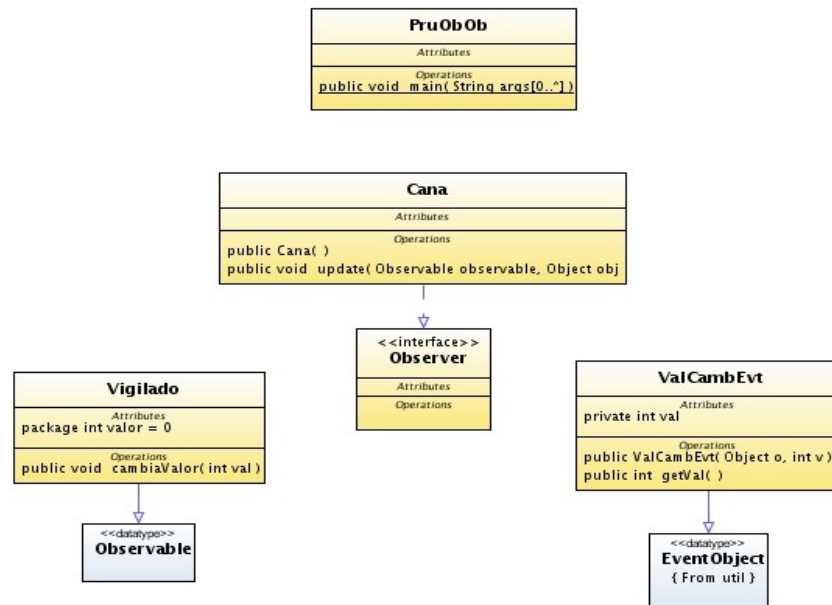 PruObOb
Attributes
Operations
public void main( String args[0..*] )
Cana
Attributes
Operations
public Cana( )
public void update( Observable observable, Object obj
<<interface>>
Observer
Attributes
Operations
Vigilado
Attributes
package int valor = 0
Operations
public void cambiaValor( int val )
<<datatype>>
Observable
ValCambEvt
Attributes
private int val
Operations
public ValCambEvt( Object o, int v )
public int getVal( )
<<datatype>>
EventObject
{ From util }